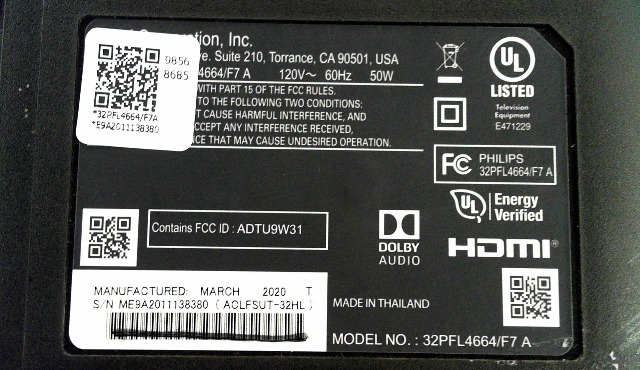 Corporation, Inc.
ve. Suite 210, Torrance, CA 90501, USA
4664/F7 A 120V～ 60Hz 50W
WITH PART 15 OF THE FCC RULES.
TO THE FOLLOWING TWO CONDITIONS:
T CAUSE HARMFUL INTERFERENCE, AND
ACCEPT ANY INTERFERENCE RECEIVED,
CE THAT MAY CAUSE UNDESIRED OPERATION.
9856
8685
*32PFL4664/F7A
*E9A2011138380
UL
LISTED
Television
Equipment
E471229
FC PHILIPS
32PFL4664/F7 A
UL Energy
Verified
Contains FCC ID : ADTU9W31
DOLBY
AUDIO
HDMI®
MANUFACTURED: MARCH 2020 T
S/N ME9A2011138380 ( ACLFSUT-32HL )
MADE IN THAILAND
MODEL NO. : 32PFL4664/F7 A